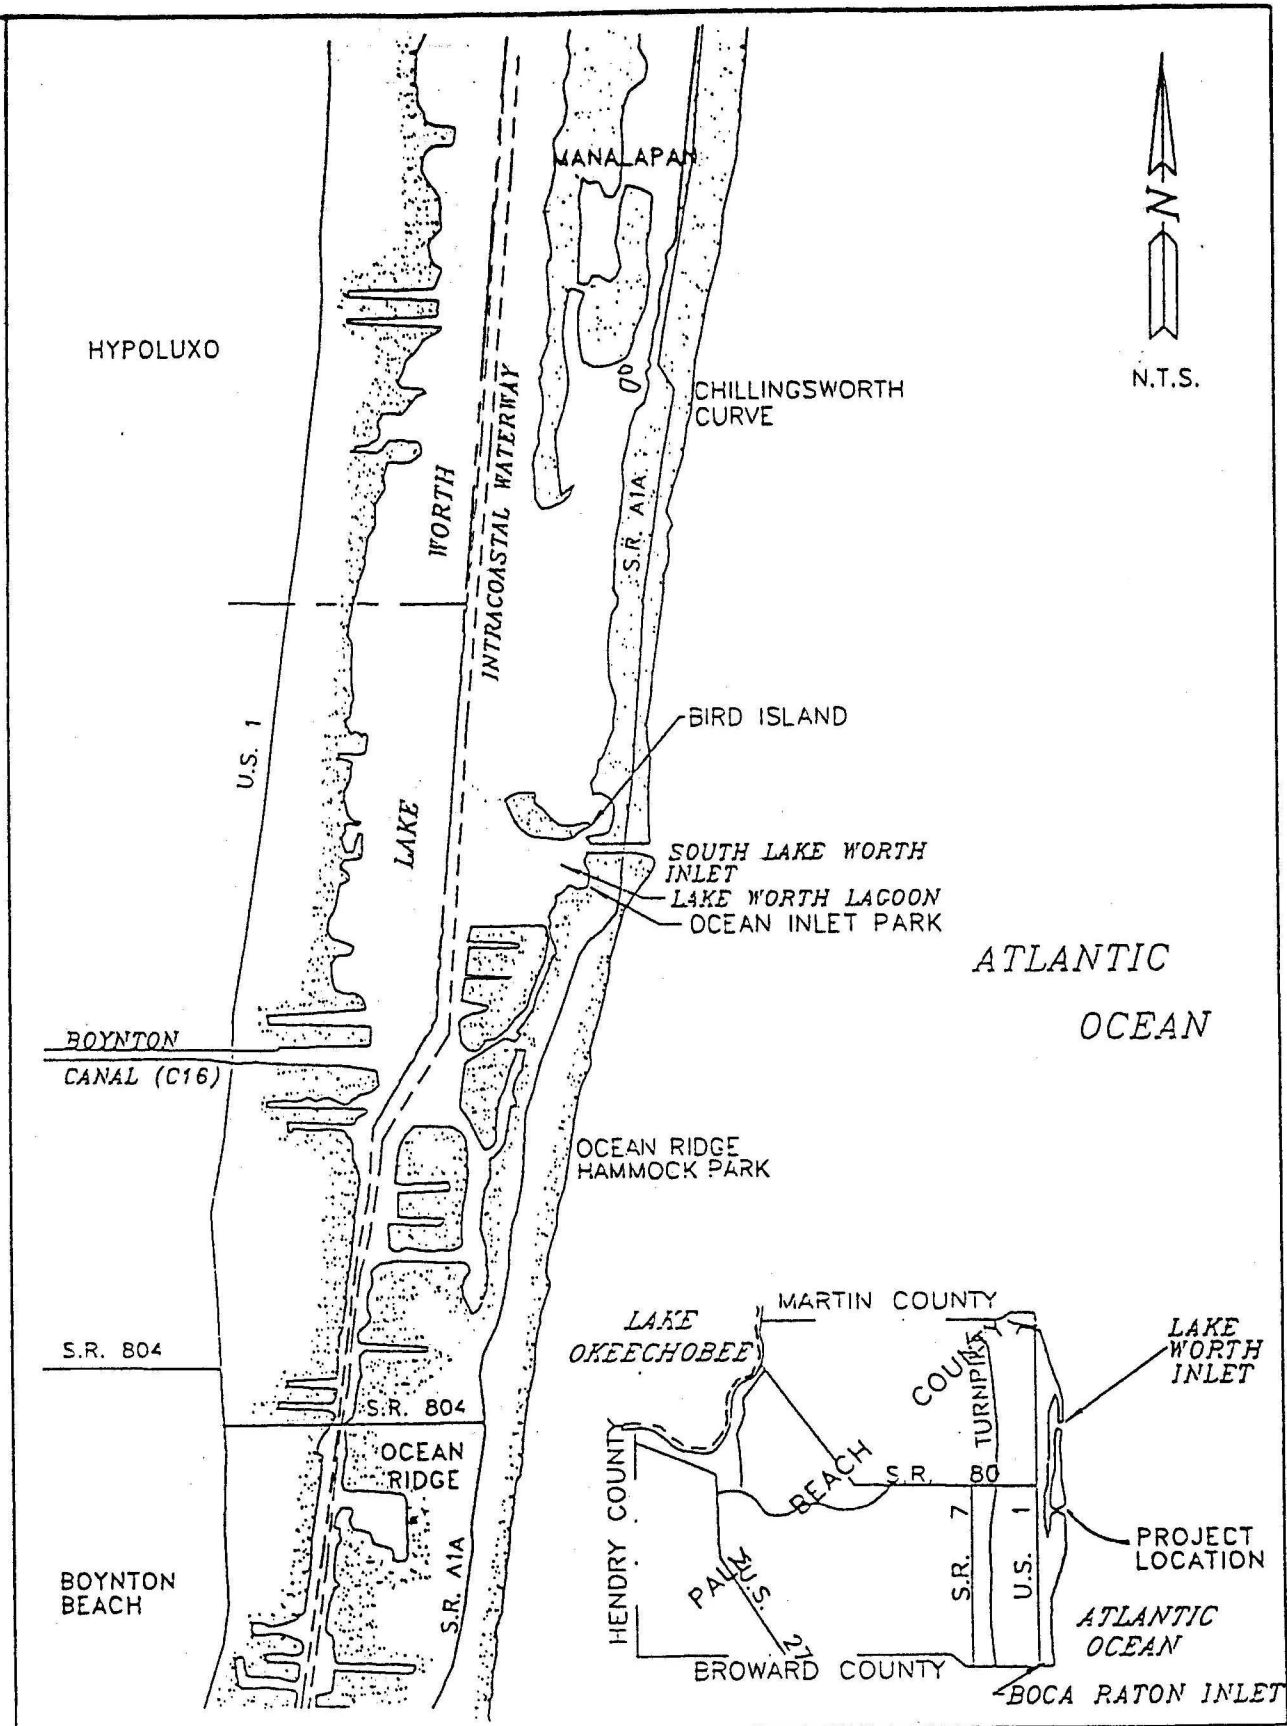 MANALAPAN
N
N.T.S.
HYPOLUXO
CHILLINGSWORTH
CURVE
WORTH
INTRACOASTAL WATERWAY
S.R. A1A
U.S. 1
BIRD ISLAND
LAKE
SOUTH LAKE WORTH
INLET
LAKE WORTH LAGOON
OCEAN INLET PARK
ATLANTIC
OCEAN
BOYNTON
CANAL (C16)
OCEAN RIDGE
HAMMOCK PARK
S.R. 804
S.R. 804
OCEAN
RIDGE
S.R. A1A
BOYNTON
BEACH
MARTIN COUNTY
LAKE
OKEECHOBEE
COUNTY
TURNPIKE
LAKE
WORTH
INLET
HENDRY COUNTY
BEACH
S.R. 80
S.R. 7
U.S. 1
PROJECT
LOCATION
PALM
U.S. 27
ATLANTIC
OCEAN
BROWARD COUNTY
BOCA RATON INLET